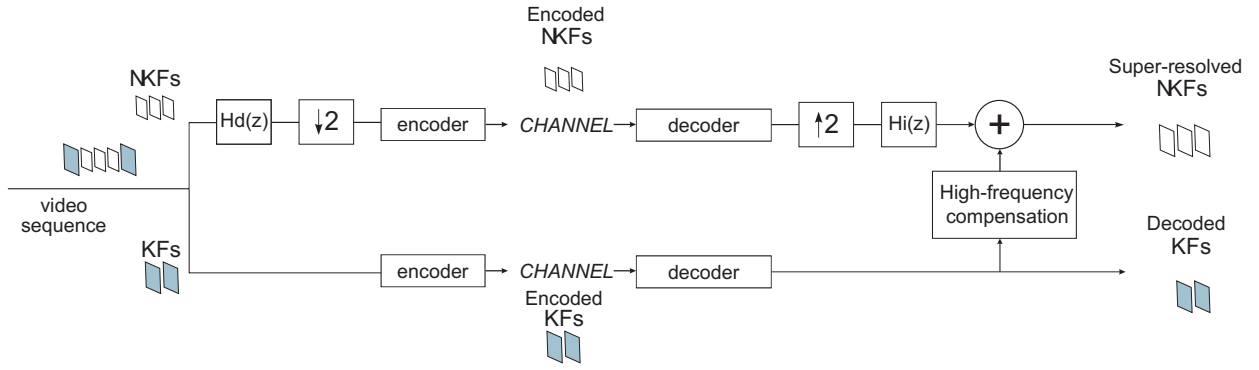 Encoded
NKFs
NKFs
Super-resolved
NKFs
Hd(z)
↓2
encoder
CHANNEL
decoder
↑2
Hi(z)
+
video
sequence
High-frequency
compensation
KFs
Decoded
KFs
encoder
CHANNEL
decoder
Encoded
KFs